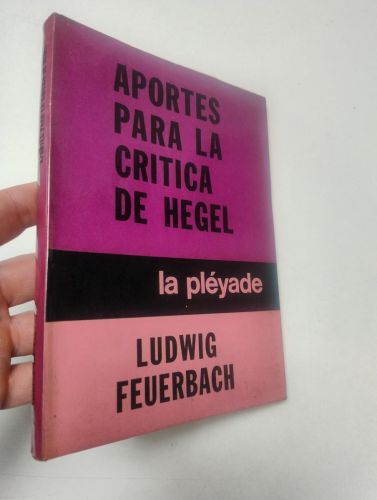 APORTES
PARA LA
CRITICA
DE HEGEL
la pléyade
LUDWIG
FEUERBACH